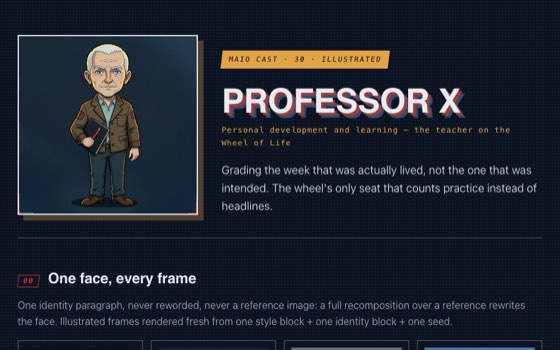 MAIO CAST · 30 · ILLUSTRATED
PROFESSOR X
Personal development and learning — the teacher on the
Wheel of Life
Grading the week that was actually lived, not the one that was
intended. The wheel's only seat that counts practice instead of
headlines.
00 One face, every frame
One identity paragraph, never reworded, never a reference image: a full recomposition over a reference rewrites
the face. Illustrated frames rendered fresh from one style block + one identity block + one seed.